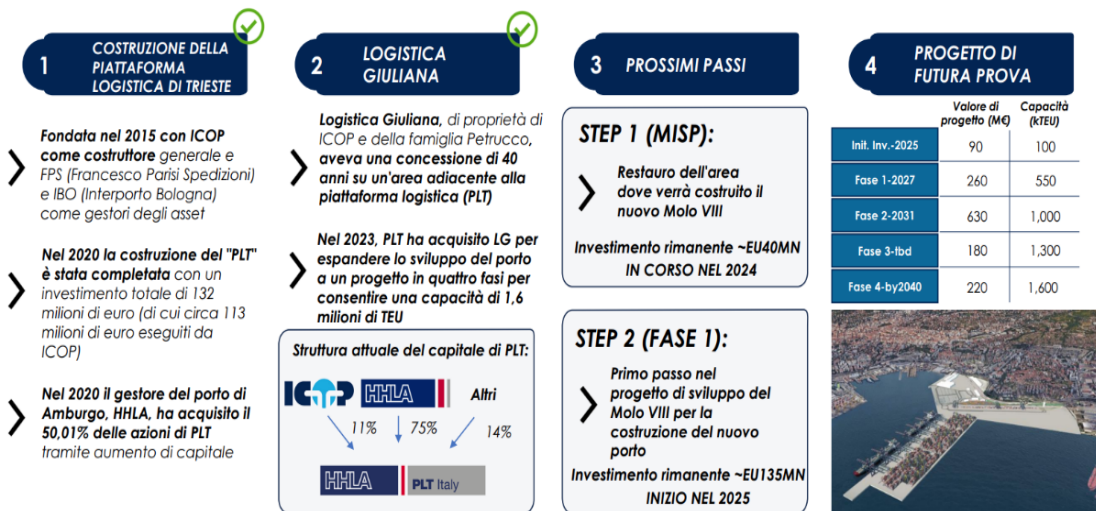 1
COSTRUZIONE DELLA
PIATTAFORMA
LOGISTICA DI TRIESTE
Fondata nel 2015 con ICOP
come costruttore generale e
FPS (Francesco Parisi Spedizioni)
e IBO (Interporto Bologna)
come gestori degli asset
Nel 2020 la costruzione del "PLT"
è stata completata con un
investimento totale di 132
milioni di euro (di cui circa 113
milioni di euro eseguiti da
ICOP)
Nel 2020 il gestore del porto di
Amburgo, HHLA, ha acquisito il
50,01% delle azioni di PLT
tramite aumento di capitale
2
LOGISTICA
GIULIANA
Logistica Giuliana, di proprietà di
ICOP e della famiglia Petrucco,
aveva una concessione di 40
anni su un'area adiacente alla
piattaforma logistica (PLT)
Nel 2023, PLT ha acquisito LG per
espandere lo sviluppo del porto
a un progetto in quattro fasi per
consentire una capacità di 1,6
milioni di TEU
Struttura attuale del capitale di PLT:
ICOP HHLA Altri
11% 75% 14%
HHLA PLT Italy
3 PROSSIMI PASSI
STEP 1 (MISP):
Restauro dell'area
dove verrà costruito il
nuovo Molo VIII
Investimento rimanente ~EU40MN
IN CORSO NEL 2024
STEP 2 (FASE 1):
Primo passo nel
progetto di sviluppo del
Molo VIII per la
costruzione del nuovo
porto
Investimento rimanente ~EU135MN
INIZIO NEL 2025
4
PROGETTO DI
FUTURA PROVA
Valore di Capacità
progetto (M€) (kTEU)
Init. Inv.-2025 90 100
Fase 1-2027 260 550
Fase 2-2031 630 1,000
Fase 3-tbd 180 1,300
Fase 4-by2040 220 1,600